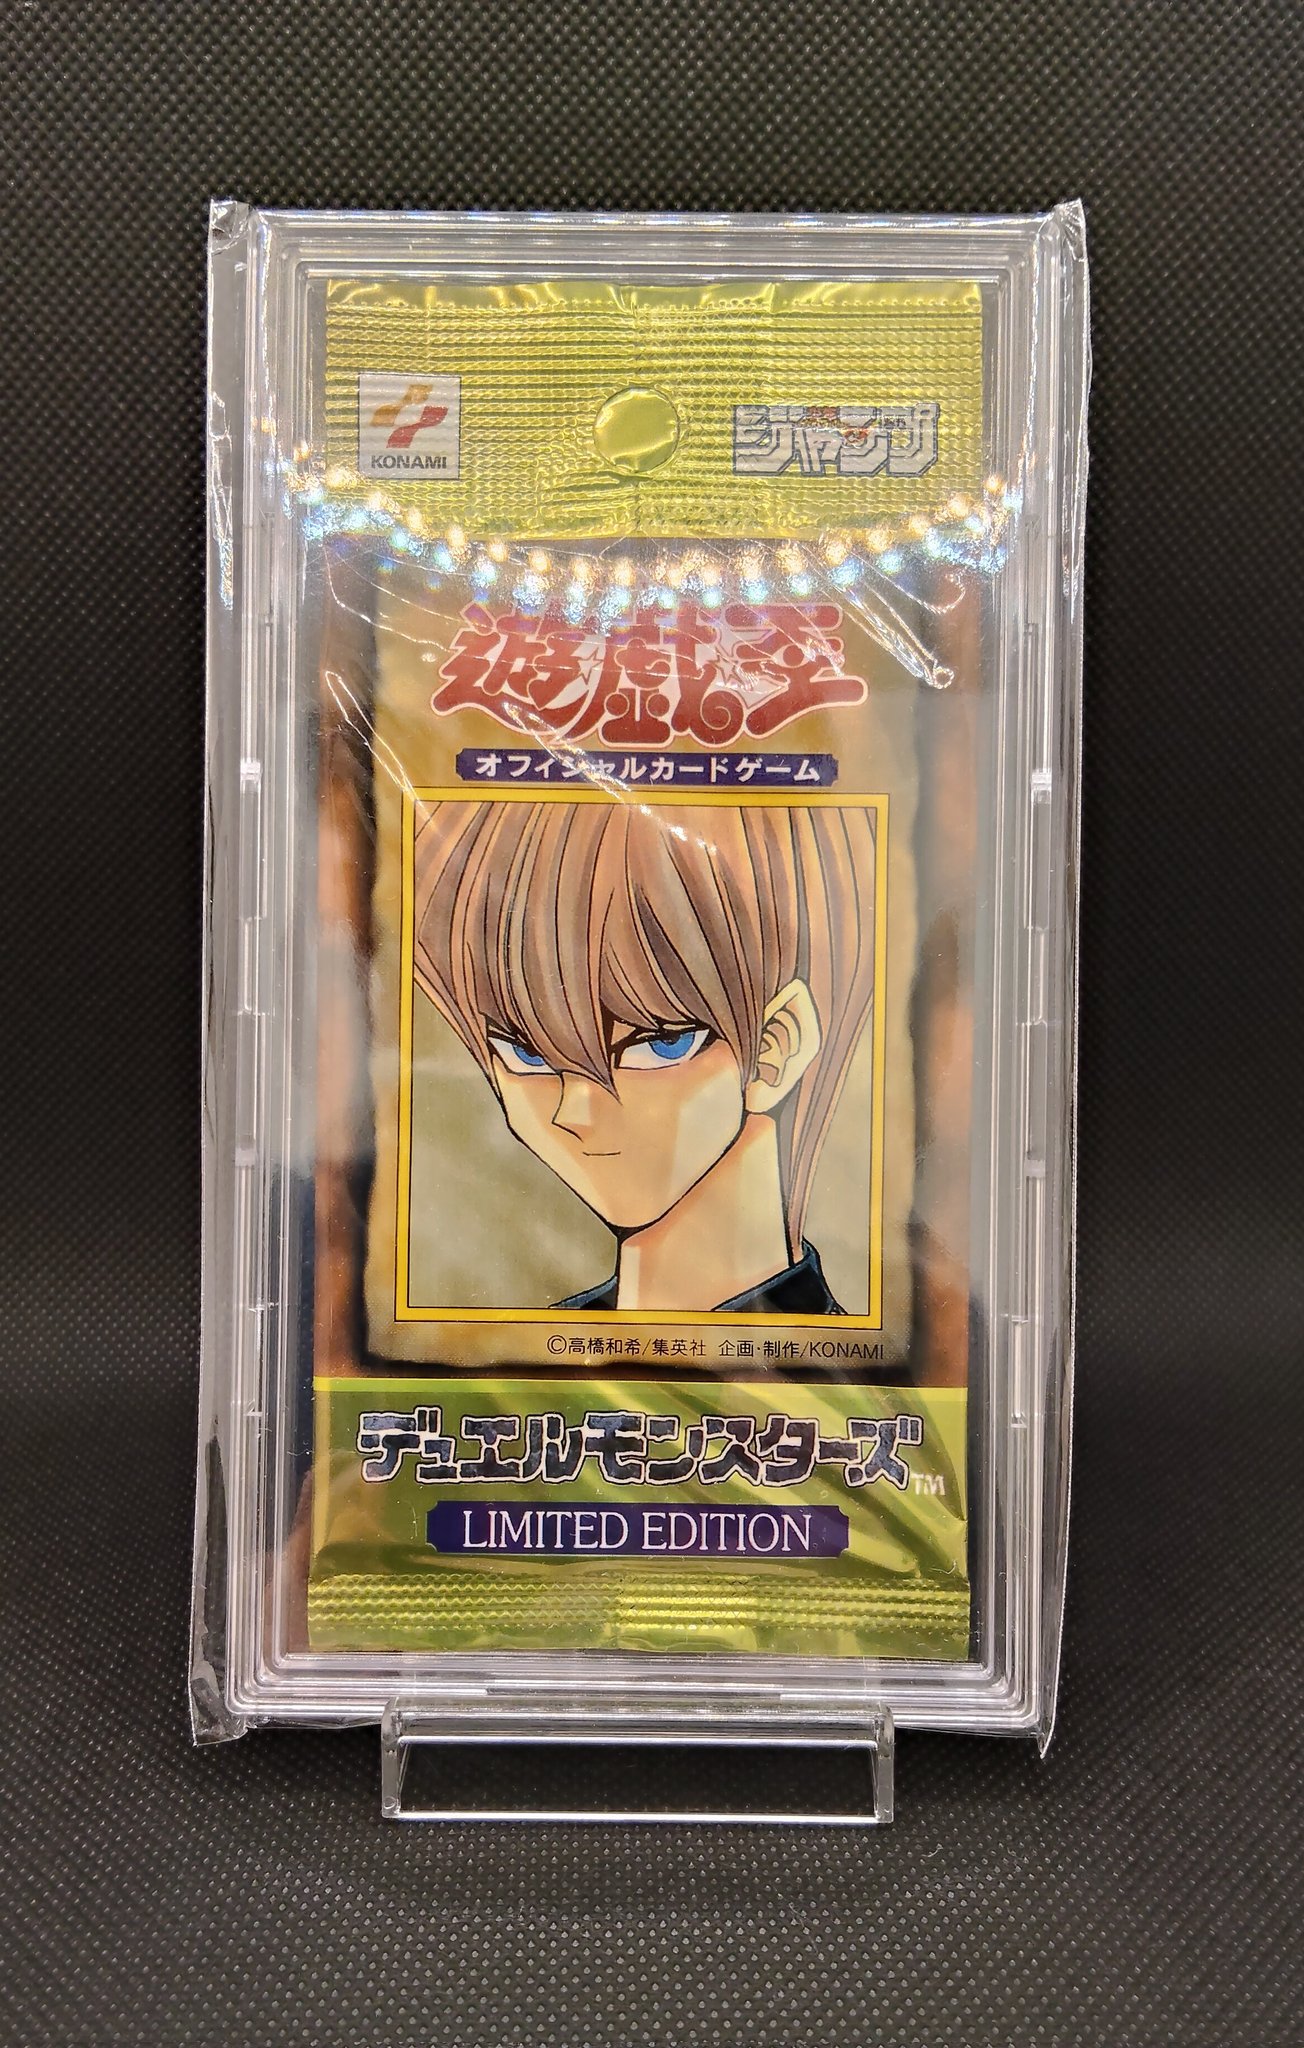 KONAMI
ジャンプ
遊戯王
オフィシャルカードゲーム
©高橋和希/集英社 企画・制作/KONAMI
デュエルモンスターズ™
LIMITED EDITION